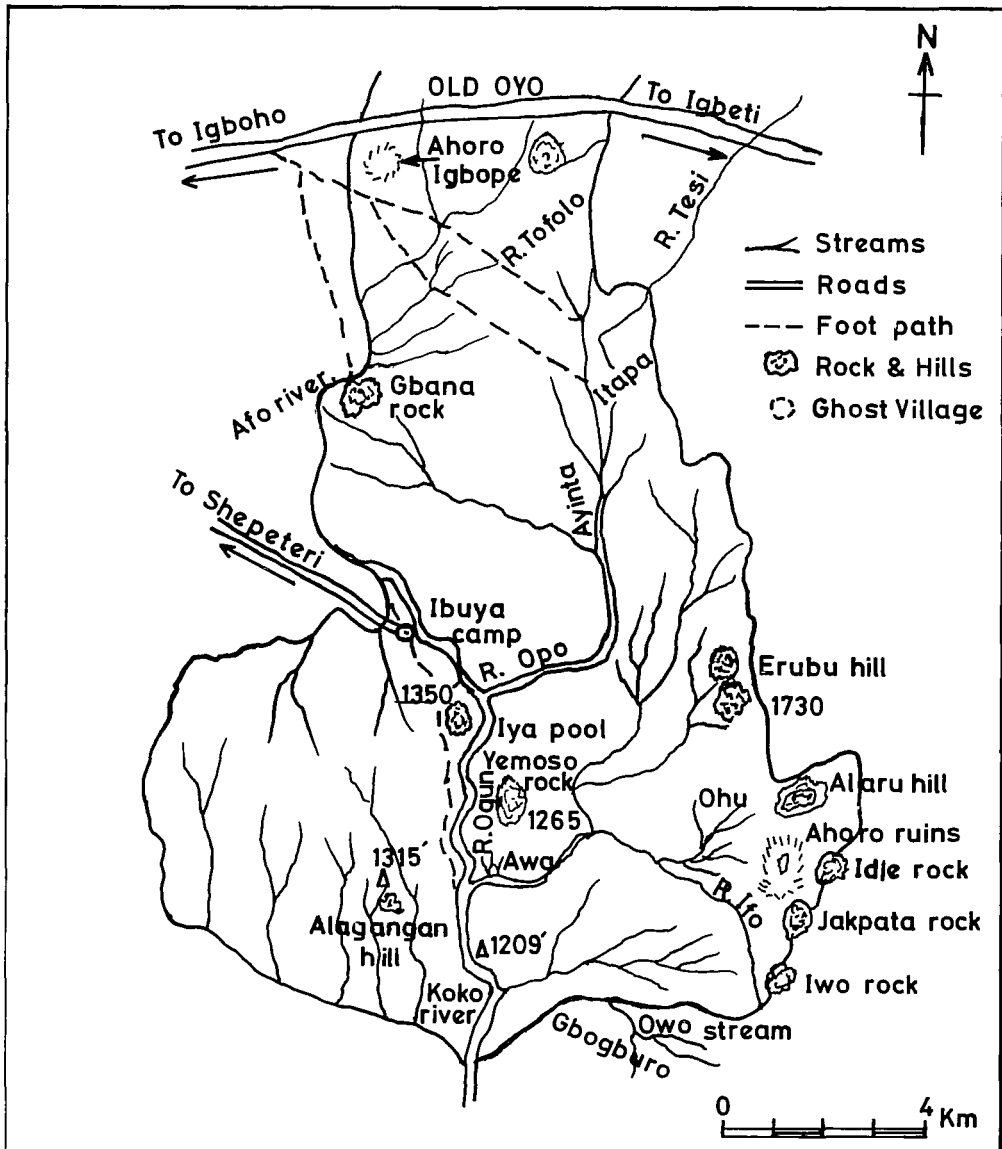 N
OLD OYO
To Igboho
To Igbeti
Ahoro
Igbope
R. Tofolo
R. Tesi
Streams
Roads
Foot path
Rock & Hills
Ghost Village
Afo river.
Gbana
rock
Itapa
Ayinta
To Shepeteri
Ibuya
camp
R. Opo
Erubu hill
1730
1350
Iya pool
Yemoso
rock
1265
R. Ogun
Awa
Ohu
Alaru hill
Ahoro ruins
Idje rock
R. Ifo
Jakpata rock
Iwo rock
1315'
Alagangan
hill
1209'
Koko
river
Gbogburo
Owo stream
0 4 Km